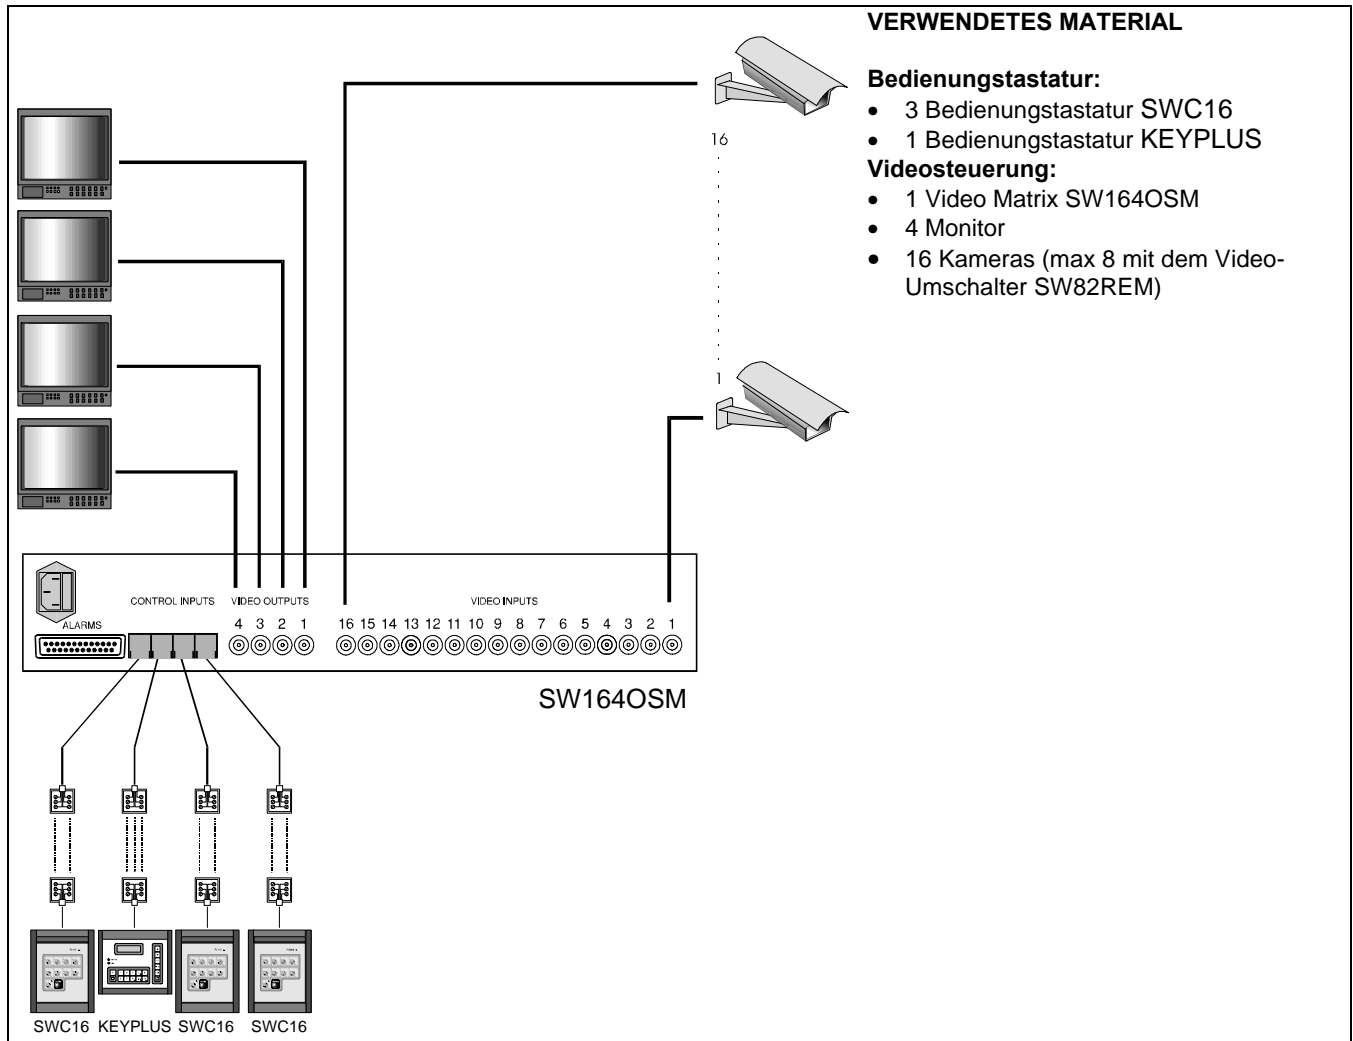 VERWENDETES MATERIAL
Bedienungstastatur:
• 3 Bedienungstastatur SWC16
• 1 Bedienungstastatur KEYPLUS
Videosteuerung:
• 1 Video Matrix SW164OSM
• 4 Monitor
• 16 Kameras (max 8 mit dem Video-
Umschalter SW82REM)
16
1
CONTROL INPUTS VIDEO OUTPUTS VIDEO INPUTS
ALARMS
4 3 2 1 16 15 14 13 12 11 10 9 8 7 6 5 4 3 2 1
SW164OSM
SWC16 KEYPLUS SWC16 SWC16